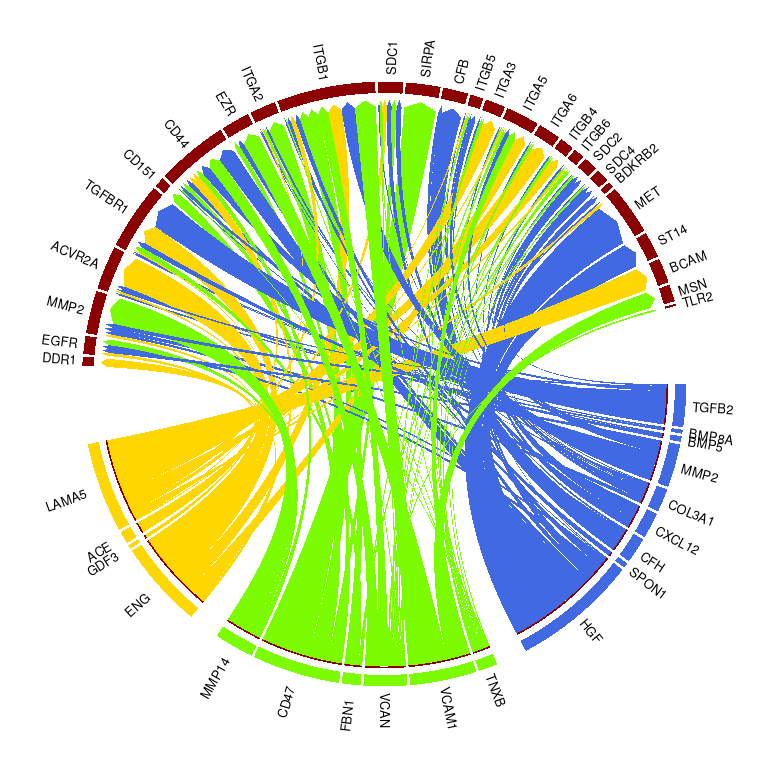 DDR1
EGFR
MMP2
ACVR2A
TGFBR1
CD151
CD44
EZR
ITGA2
ITGB1
SDC1
SIRPA
CFB
ITGB5
ITGA3
ITGA5
ITGA6
ITGB4
ITGB6
SDC2
SDC4
BDKRB2
MET
ST14
BCAM
MSN
TLR2
TGFB2
BMP8A
BMP5
MMP2
COL3A1
CXCL12
CFH
SPON1
HGF
TNXB
VCAM1
VCAN
FBN1
CD47
MMP14
ENG
GDF3
ACE
LAMA5